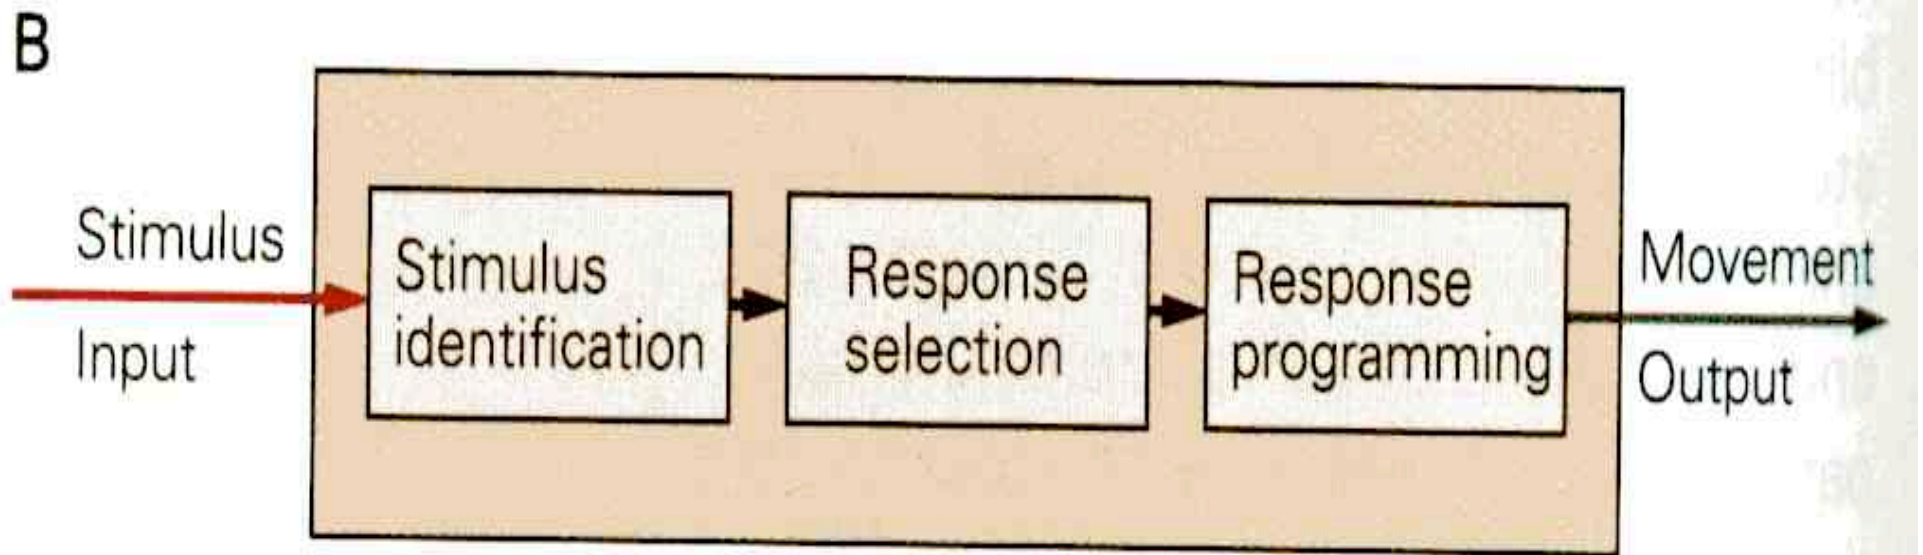 B
Stimulus
Input
Stimulus
identification
Response
selection
Response
programming
Movement
Output